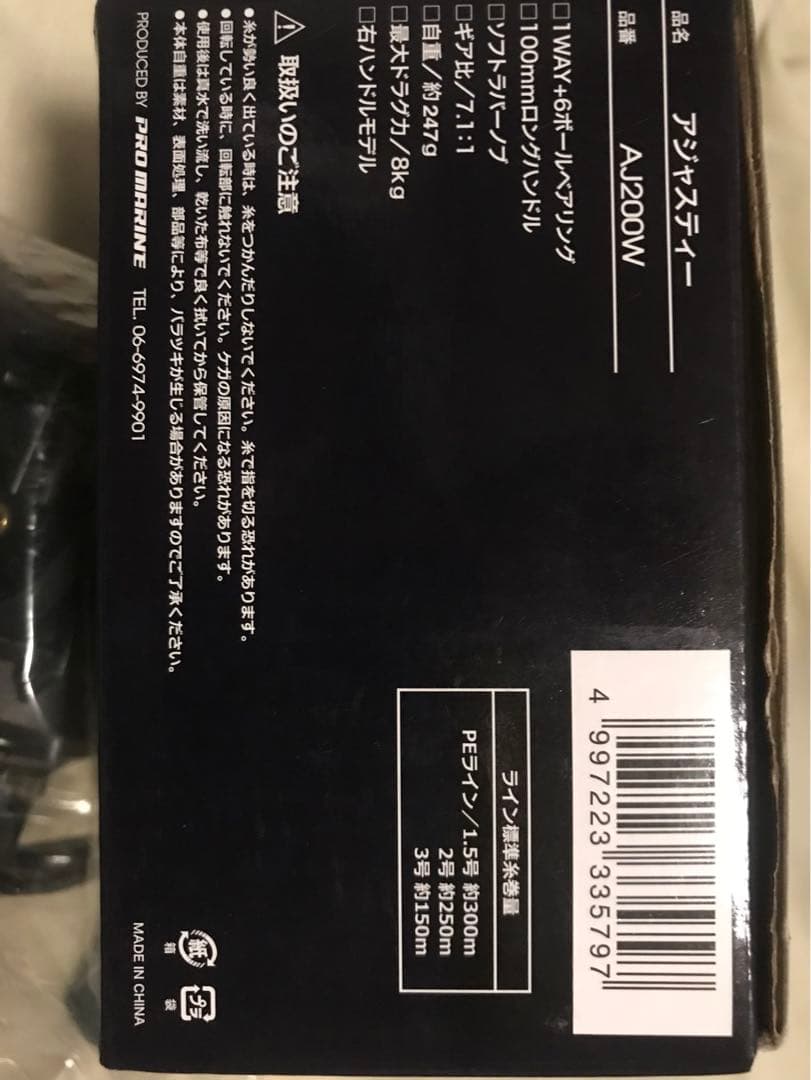 品名 アジャスティー
品番 AJ200W
□1WAY+6ボールベアリング
□100mmロングハンドル
□ソフトラバーノブ
□ギア比/7.1:1
□自重/約247g
□最大ドラグ力/8kg
□右ハンドルモデル
取扱いのご注意
●糸が勢い良く出ている時は、糸をつかんだりしないでください。糸で指を切る恐れがあります。
●回転している時に、回転部に触れないでください。ケガの原因になる恐れがあります。
●使用後は真水で洗い流し、乾いた布等で良く拭いてから保管してください。
●本体自重は素材、表面処理、部品等により、バラツキが生じる場合がありますのでご了承ください。
PRODUCED BY PRO MARINE TEL. 06-6974-9901
4 997223 335797
ライン標準糸巻量
PEライン/1.5号 約300m
2号 約250m
3号 約150m
紙
箱
プラ
袋
MADE IN CHINA